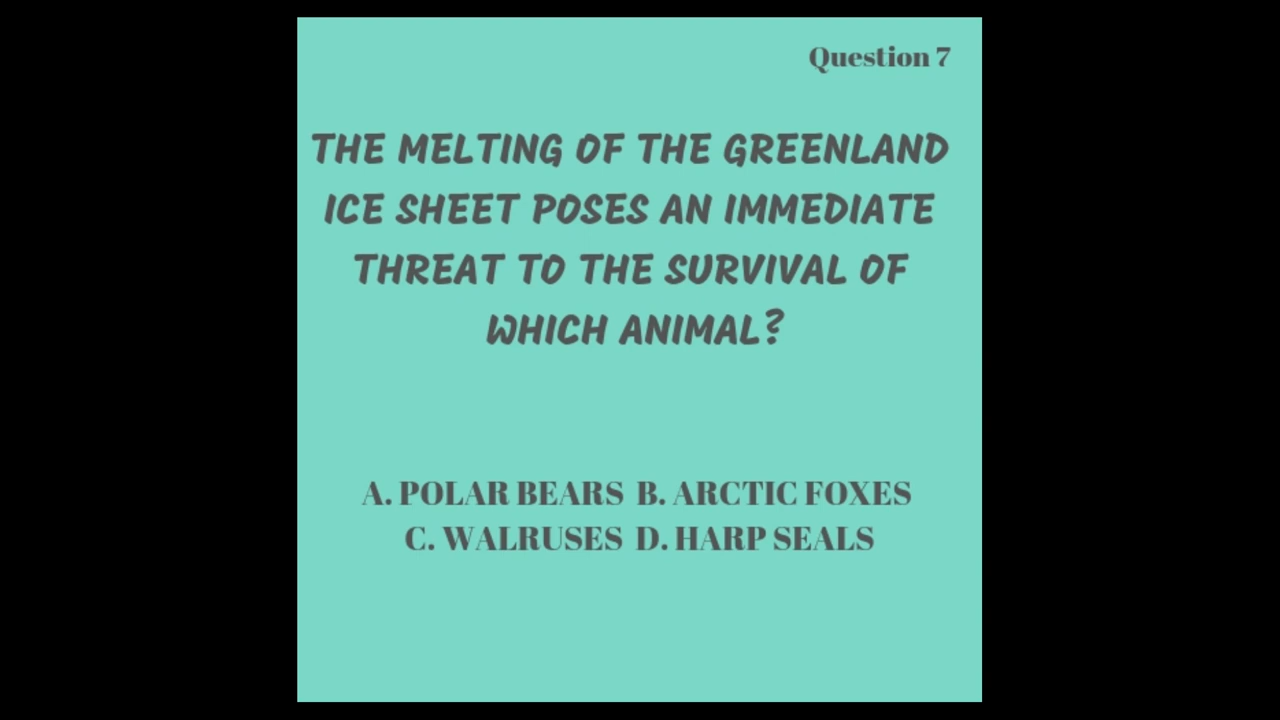 Question 7
THE MELTING OF THE GREENLAND
ICE SHEET POSES AN IMMEDIATE
THREAT TO THE SURVIVAL OF
WHICH ANIMAL?
A. POLAR BEARS B. ARCTIC FOXES
C. WALRUSES D. HARP SEALS